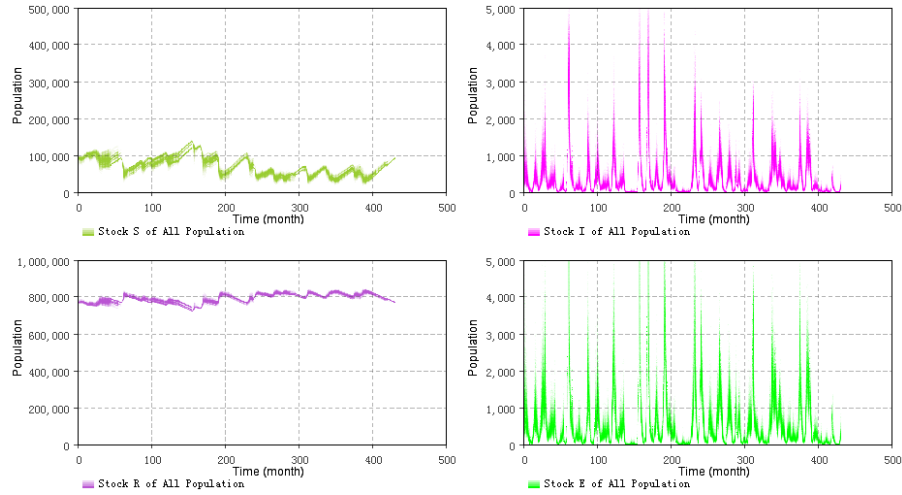 500,000
400,000
300,000
200,000
100,000
0
Population
0 100 200 300 400 500
Time (month)
Stock S of All Population
5,000
4,000
3,000
2,000
1,000
0
Population
0 100 200 300 400 500
Time (month)
Stock I of All Population
1,000,000
800,000
600,000
400,000
200,000
0
Population
0 100 200 300 400 500
Time (month)
Stock R of All Population
5,000
4,000
3,000
2,000
1,000
0
Population
0 100 200 300 400 500
Time (month)
Stock E of All Population